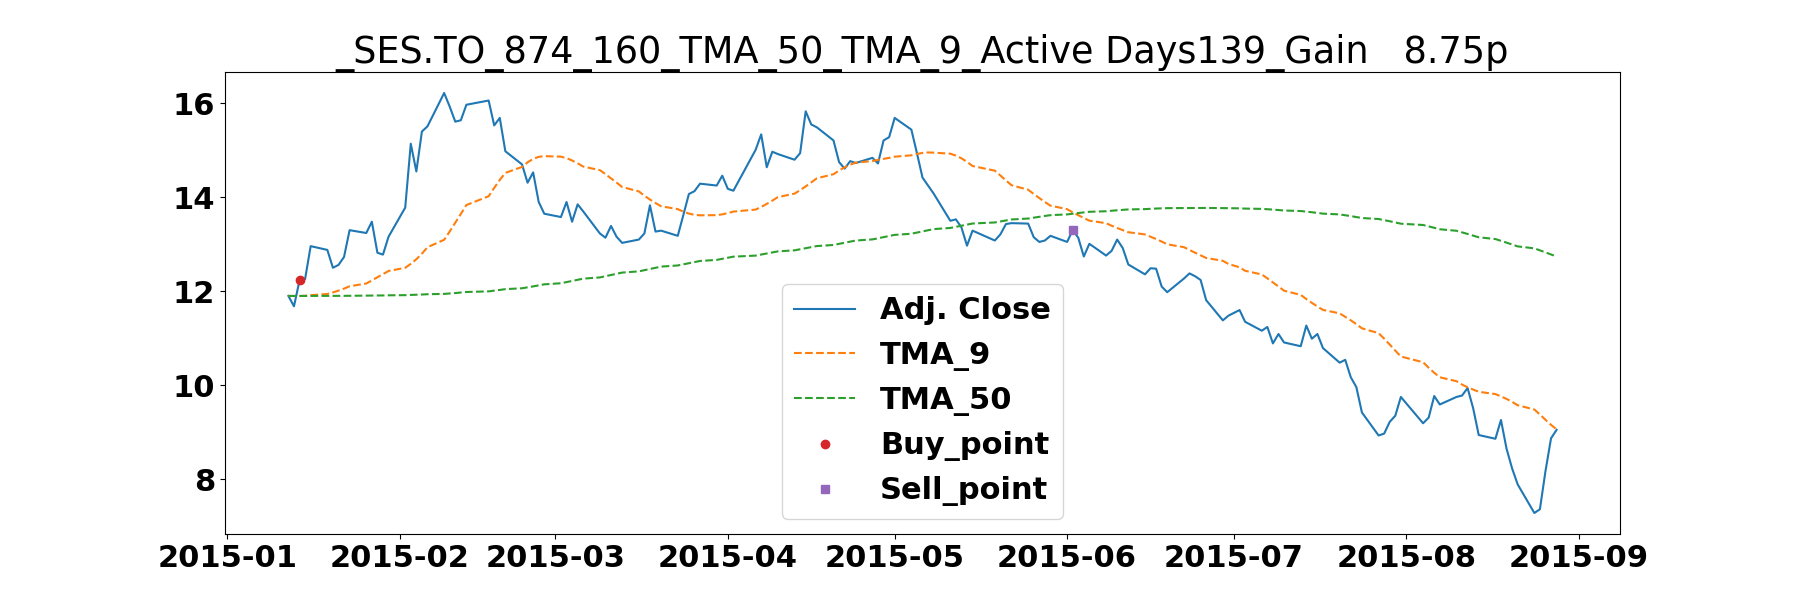 _SES.TO_874_160_TMA_50_TMA_9_Active Days139_Gain   8.75p
16
14
12
10
8
Adj. Close
TMA_9
TMA_50
Buy_point
Sell_point
2015-01 2015-02 2015-03 2015-04 2015-05 2015-06 2015-07 2015-08 2015-09